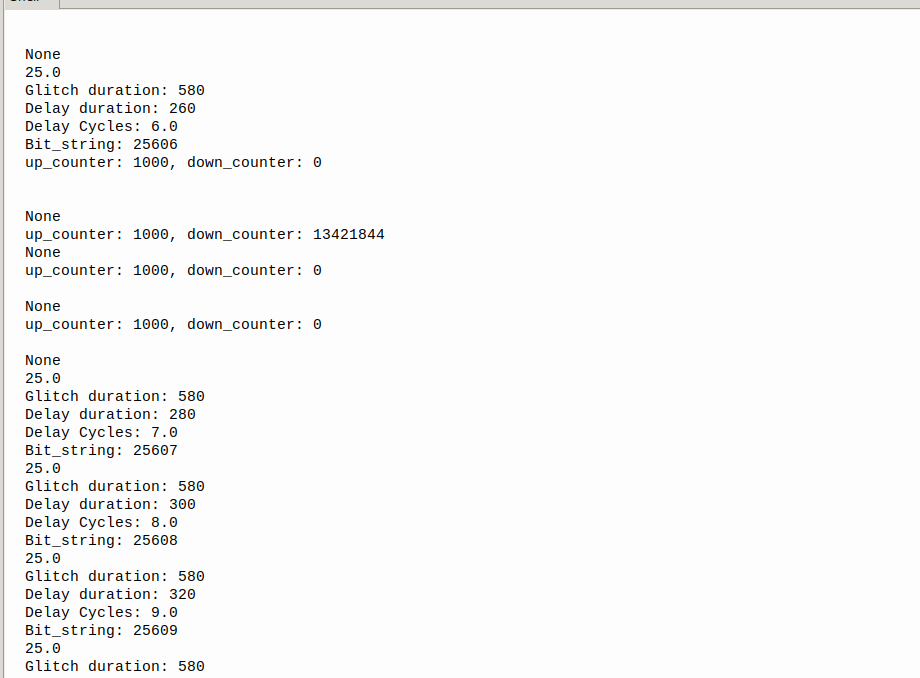 None
25.0
Glitch duration: 580
Delay duration: 260
Delay Cycles: 6.0
Bit_string: 25606
up_counter: 1000, down_counter: 0
None
up_counter: 1000, down_counter: 13421844
None
up_counter: 1000, down_counter: 0
None
up_counter: 1000, down_counter: 0
None
25.0
Glitch duration: 580
Delay duration: 280
Delay Cycles: 7.0
Bit_string: 25607
25.0
Glitch duration: 580
Delay duration: 300
Delay Cycles: 8.0
Bit_string: 25608
25.0
Glitch duration: 580
Delay duration: 320
Delay Cycles: 9.0
Bit_string: 25609
25.0
Glitch duration: 580